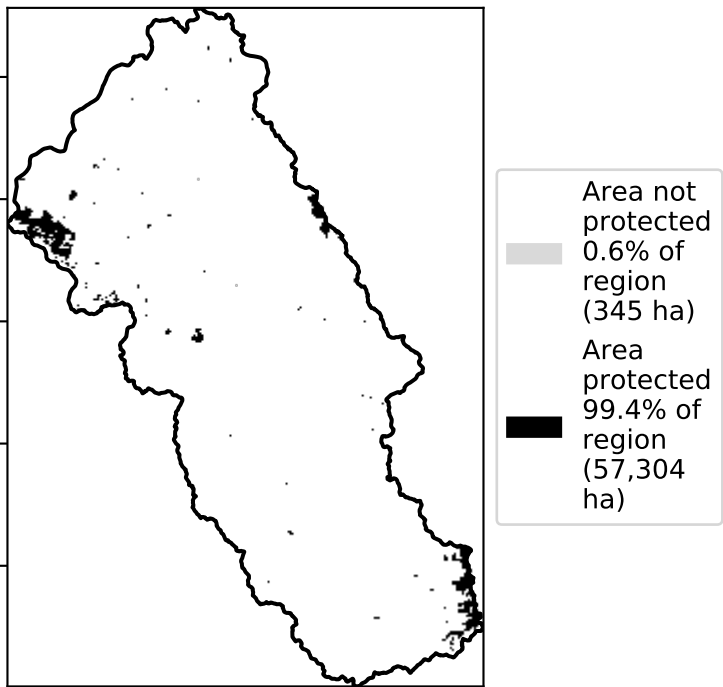 Area not
protected
0.6% of
region
(345 ha)
Area
protected
99.4% of
region
(57,304
ha)